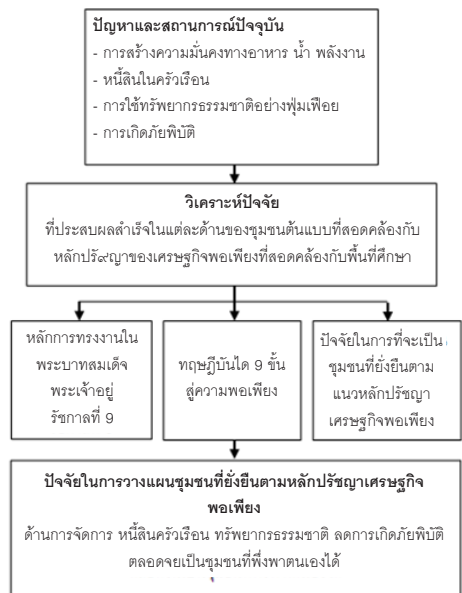 ปัญหาและสถานการณ์ปัจจุบัน
- การสร้างความมั่นคงทางอาหาร น้ำ พลังงาน
- หนี้สินในครัวเรือน
- การใช้ทรัพยากรธรรมชาติอย่างฟุ่มเฟือย
- การเกิดภัยพิบัติ
วิเคราะห์ปัจจัย
ที่ประสบผลสำเร็จในแต่ละด้านของชุมชนต้นแบบที่สอดคล้องกับ
หลักปรัชญาของเศรษฐกิจพอเพียงที่สอดคล้องกับพื้นที่ศึกษา
หลักการทรงงานใน
พระบาทสมเด็จ
พระเจ้าอยู่
รัชกาลที่ 9
ทฤษฎีบันได 9 ขั้น
สู่ความพอเพียง
ปัจจัยในการที่จะเป็น
ชุมชนที่ยั่งยืนตาม
แนวหลักปรัชญา
เศรษฐกิจพอเพียง
ปัจจัยในการวางแผนชุมชนที่ยั่งยืนตามหลักปรัชญาเศรษฐกิจ
พอเพียง
ด้านการจัดการ หนี้สินครัวเรือน ทรัพยากรธรรมชาติ ลดการเกิดภัยพิบัติ
ตลอดจยเป็นชุมชนที่พึ่งพาตนเองได้